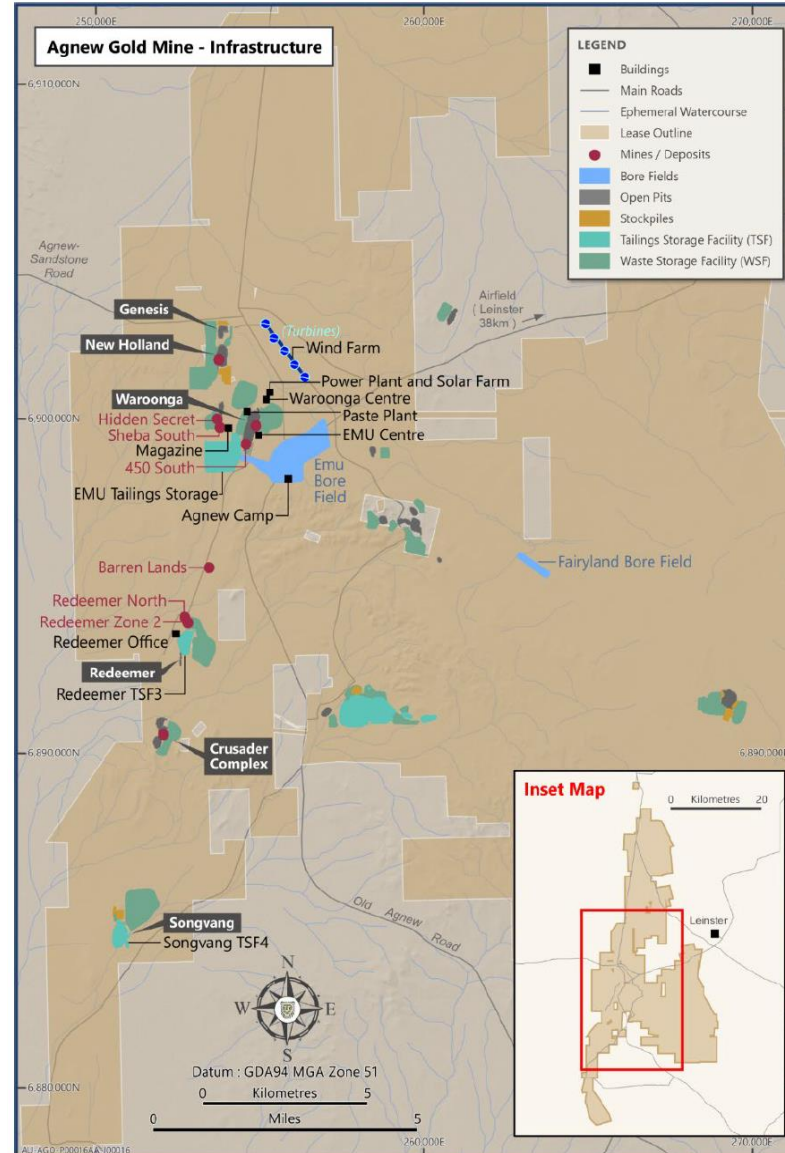 250,000E
260,000E
270,000E
Agnew Gold Mine - Infrastructure
6,910,000N
LEGEND
Buildings
Main Roads
Ephemeral Watercourse
Lease Outline
Mines / Deposits
Bore Fields
Open Pits
Stockpiles
Tailings Storage Facility (TSF)
Waste Storage Facility (WSF)
Agnew-
Sandstone
Road
Airfield
(Leinster
38km)
Genesis
(Turbines)
New Holland
Wind Farm
Power Plant and Solar Farm
Waroonga
Waroonga Centre
Hidden Secret
Paste Plant
6,900,000N
Sheba South
EMU Centre
Magazine
450 South
Emu
Bore
Field
EMU Tailings Storage
Agnew Camp
Barren Lands
Fairyland Bore Field
Redeemer North
Redeemer Zone 2
Redeemer Office
Redeemer
Redeemer TSF3
Crusader
Complex
6,890,000N
6,890,000N
Inset Map
0 Kilometres 20
Leinster
Songvang
Songvang TSF4
Old Agnew
Road
N
W E
S
Datum : GDA94 MGA Zone 51
0 Kilometres 5
0 Miles 5
6,880,000N
260,000E
270,000E